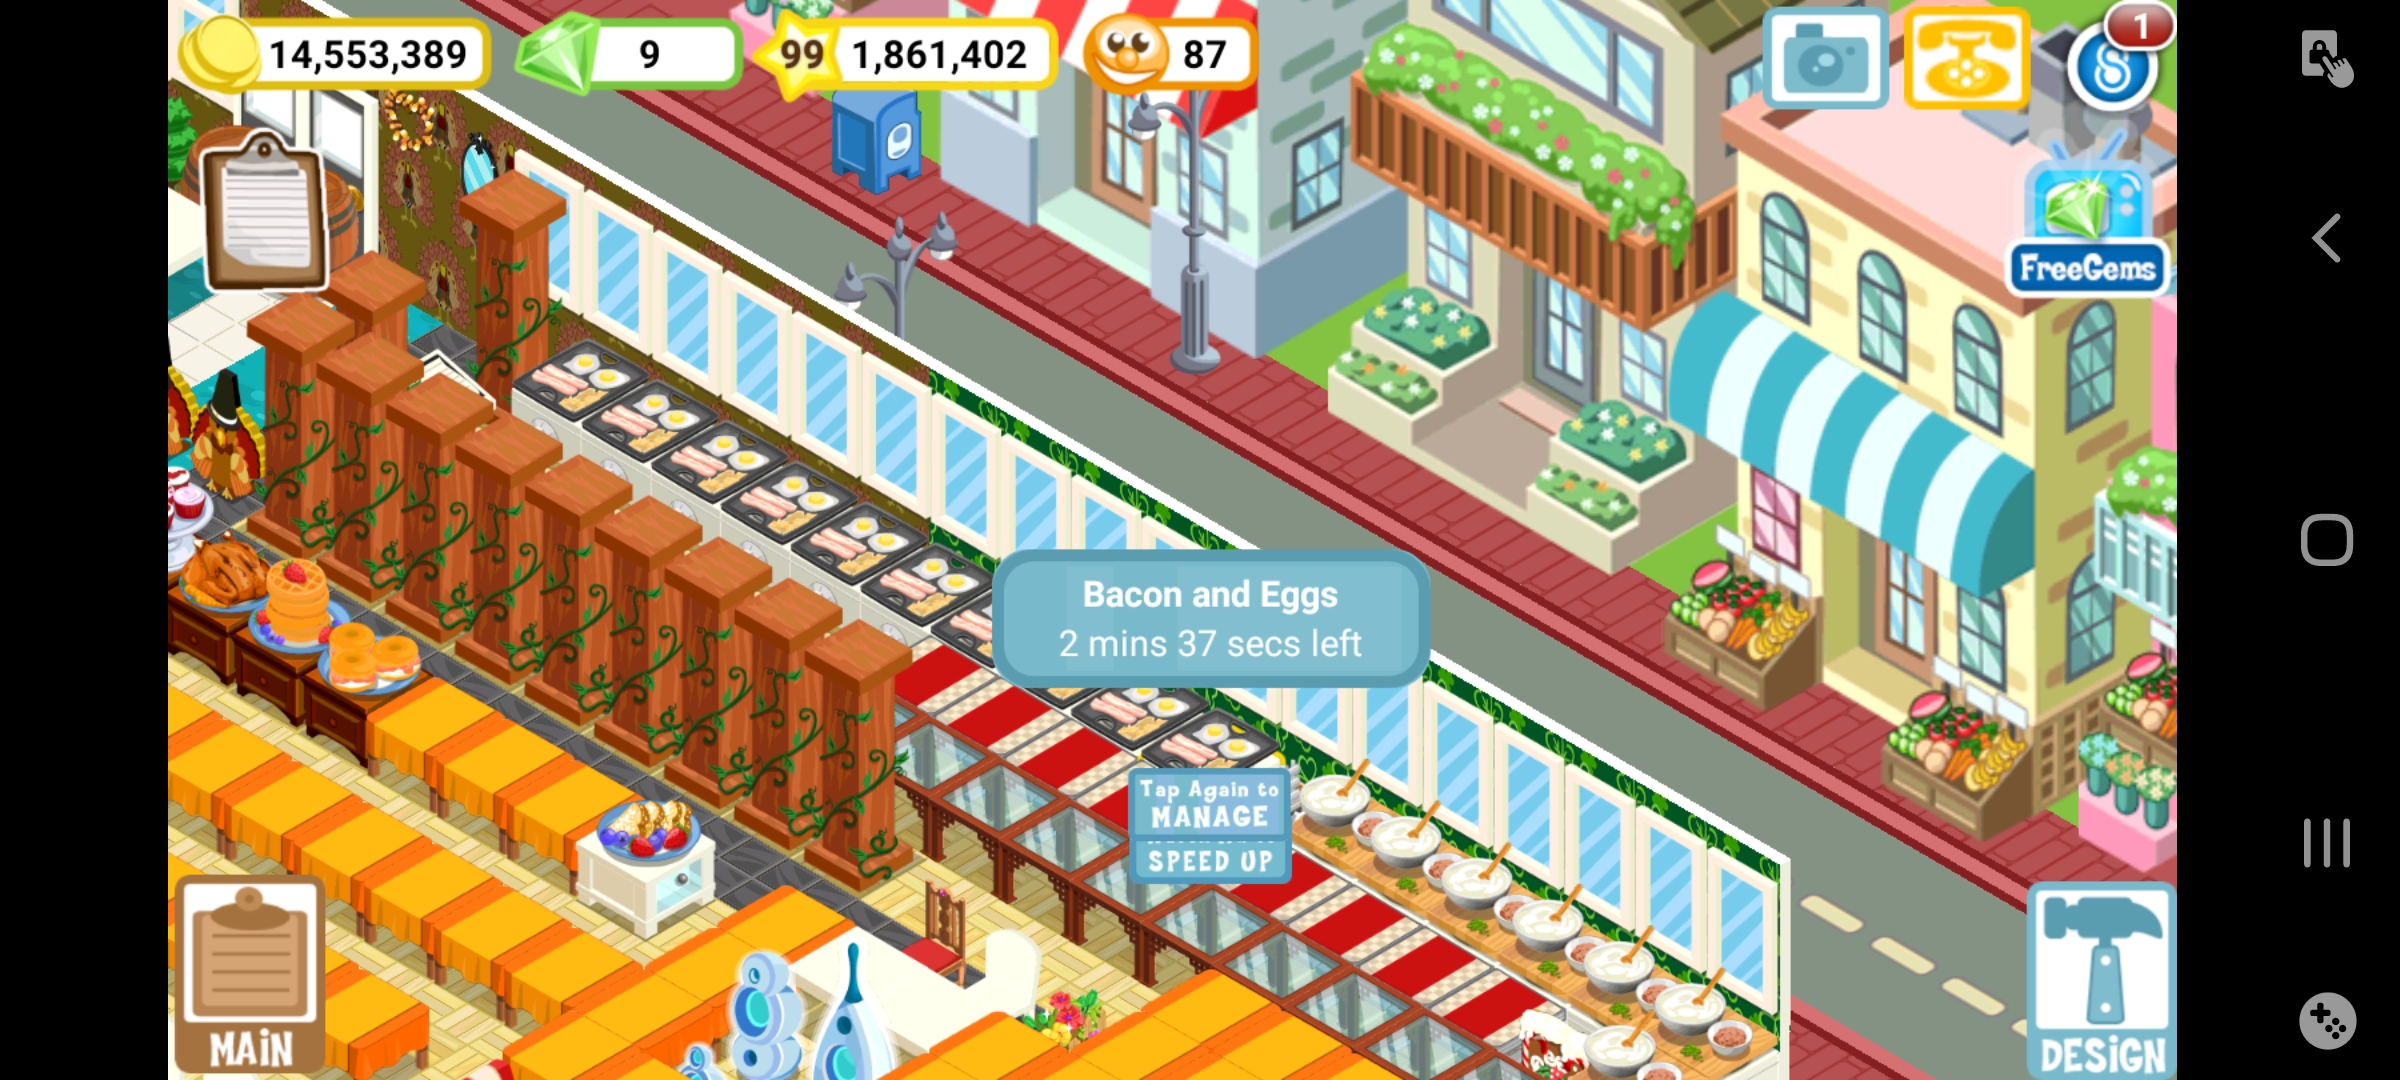 14,553,389
9
99 1,861,402
87
1
FreeGems
Bacon and Eggs
2 mins 37 secs left
Tap Again to
MANAGE
SPEED UP
MAiN
DESiGN